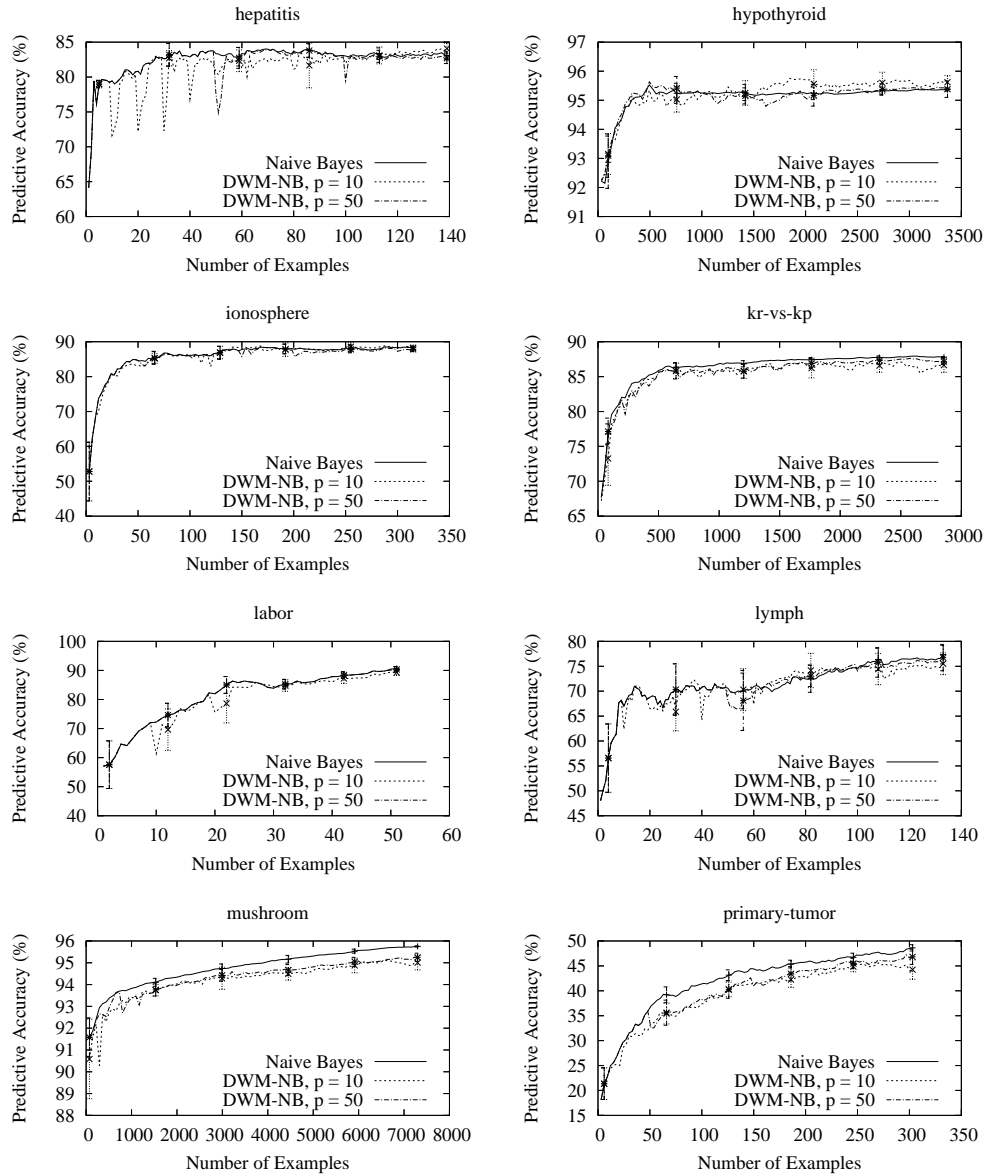 hepatitis
Predictive Accuracy (%)
85
80
75
70
65
60
Naive Bayes
DWM-NB, p = 10
DWM-NB, p = 50
0 20 40 60 80 100 120 140
Number of Examples
hypothyroid
Predictive Accuracy (%)
97
96
95
94
93
92
91
Naive Bayes
DWM-NB, p = 10
DWM-NB, p = 50
0 500 1000 1500 2000 2500 3000 3500
Number of Examples
ionosphere
Predictive Accuracy (%)
90
80
70
60
50
40
Naive Bayes
DWM-NB, p = 10
DWM-NB, p = 50
0 50 100 150 200 250 300 350
Number of Examples
kr-vs-kp
Predictive Accuracy (%)
90
85
80
75
70
65
Naive Bayes
DWM-NB, p = 10
DWM-NB, p = 50
0 500 1000 1500 2000 2500 3000
Number of Examples
labor
Predictive Accuracy (%)
100
90
80
70
60
50
40
Naive Bayes
DWM-NB, p = 10
DWM-NB, p = 50
0 10 20 30 40 50 60
Number of Examples
lymph
Predictive Accuracy (%)
80
75
70
65
60
55
50
45
Naive Bayes
DWM-NB, p = 10
DWM-NB, p = 50
0 20 40 60 80 100 120 140
Number of Examples
mushroom
Predictive Accuracy (%)
96
95
94
93
92
91
90
89
88
Naive Bayes
DWM-NB, p = 10
DWM-NB, p = 50
0 1000 2000 3000 4000 5000 6000 7000 8000
Number of Examples
primary-tumor
Predictive Accuracy (%)
50
45
40
35
30
25
20
15
Naive Bayes
DWM-NB, p = 10
DWM-NB, p = 50
0 50 100 150 200 250 300 350
Number of Examples